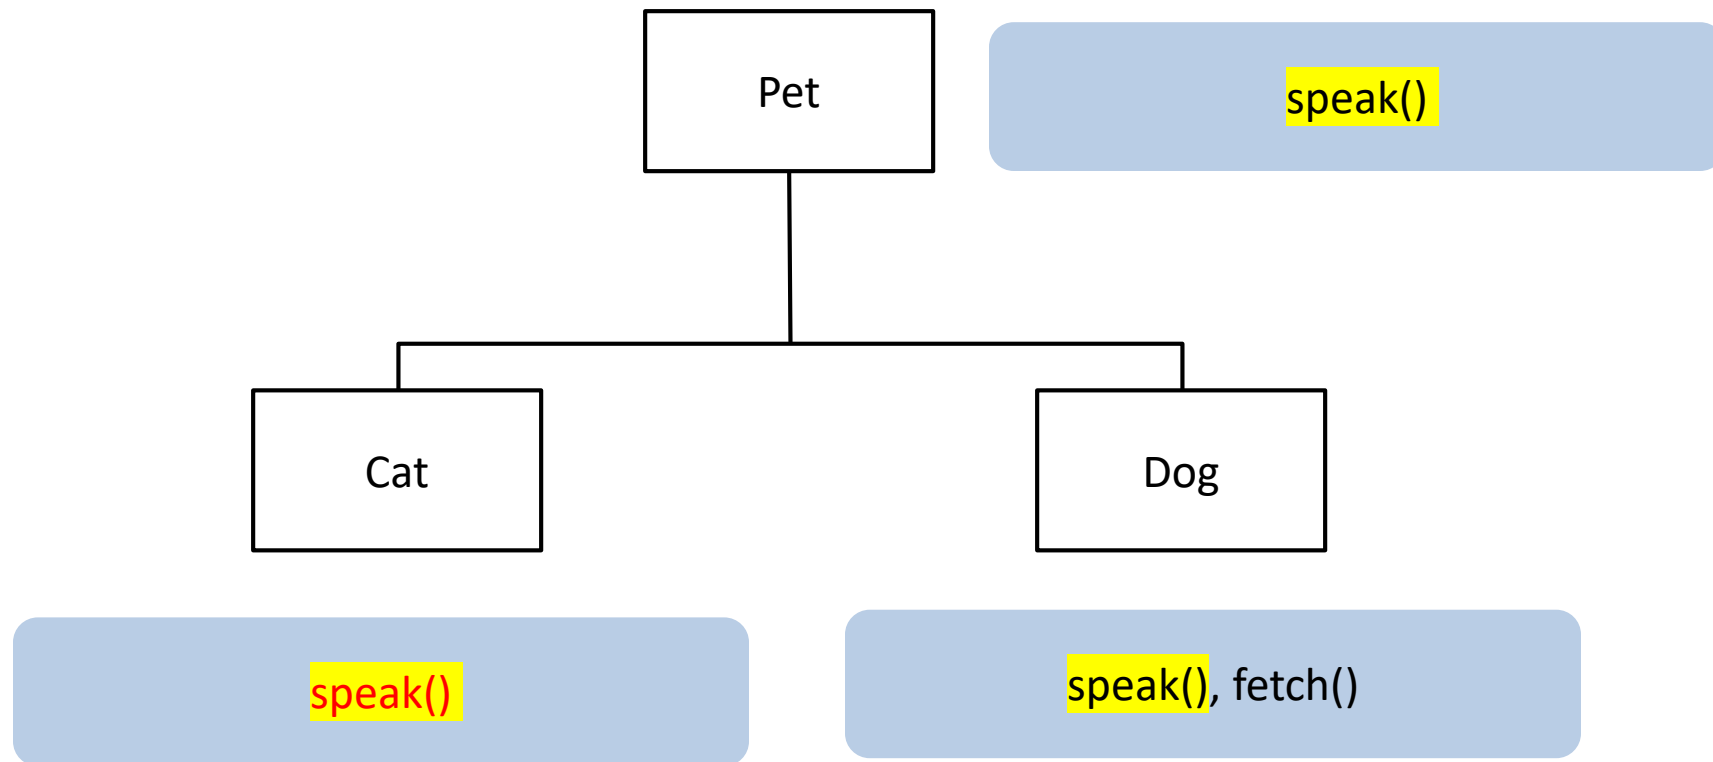 Pet
speak()
Cat
Dog
speak()
speak(), fetch()